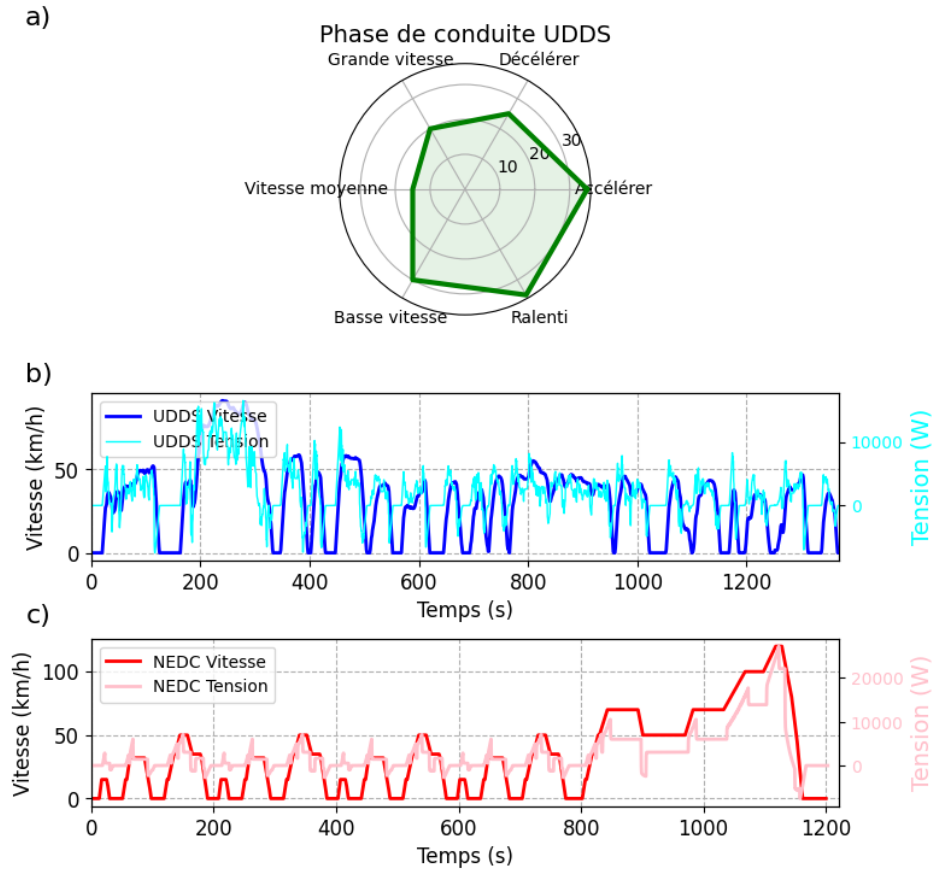 a)
Phase de conduite UDDS
Grande vitesse
Décélérer
30
20
10
Vitesse moyenne
Accélérer
Basse vitesse
Ralenti
b)
Vitesse (km/h)
50
0
UDDS Vitesse
UDDS Tension
10000
0
Tension (W)
0 200 400 600 800 1000 1200
Temps (s)
c)
Vitesse (km/h)
100
50
0
NEDC Vitesse
NEDC Tension
20000
10000
0
Tension (W)
0 200 400 600 800 1000 1200
Temps (s)